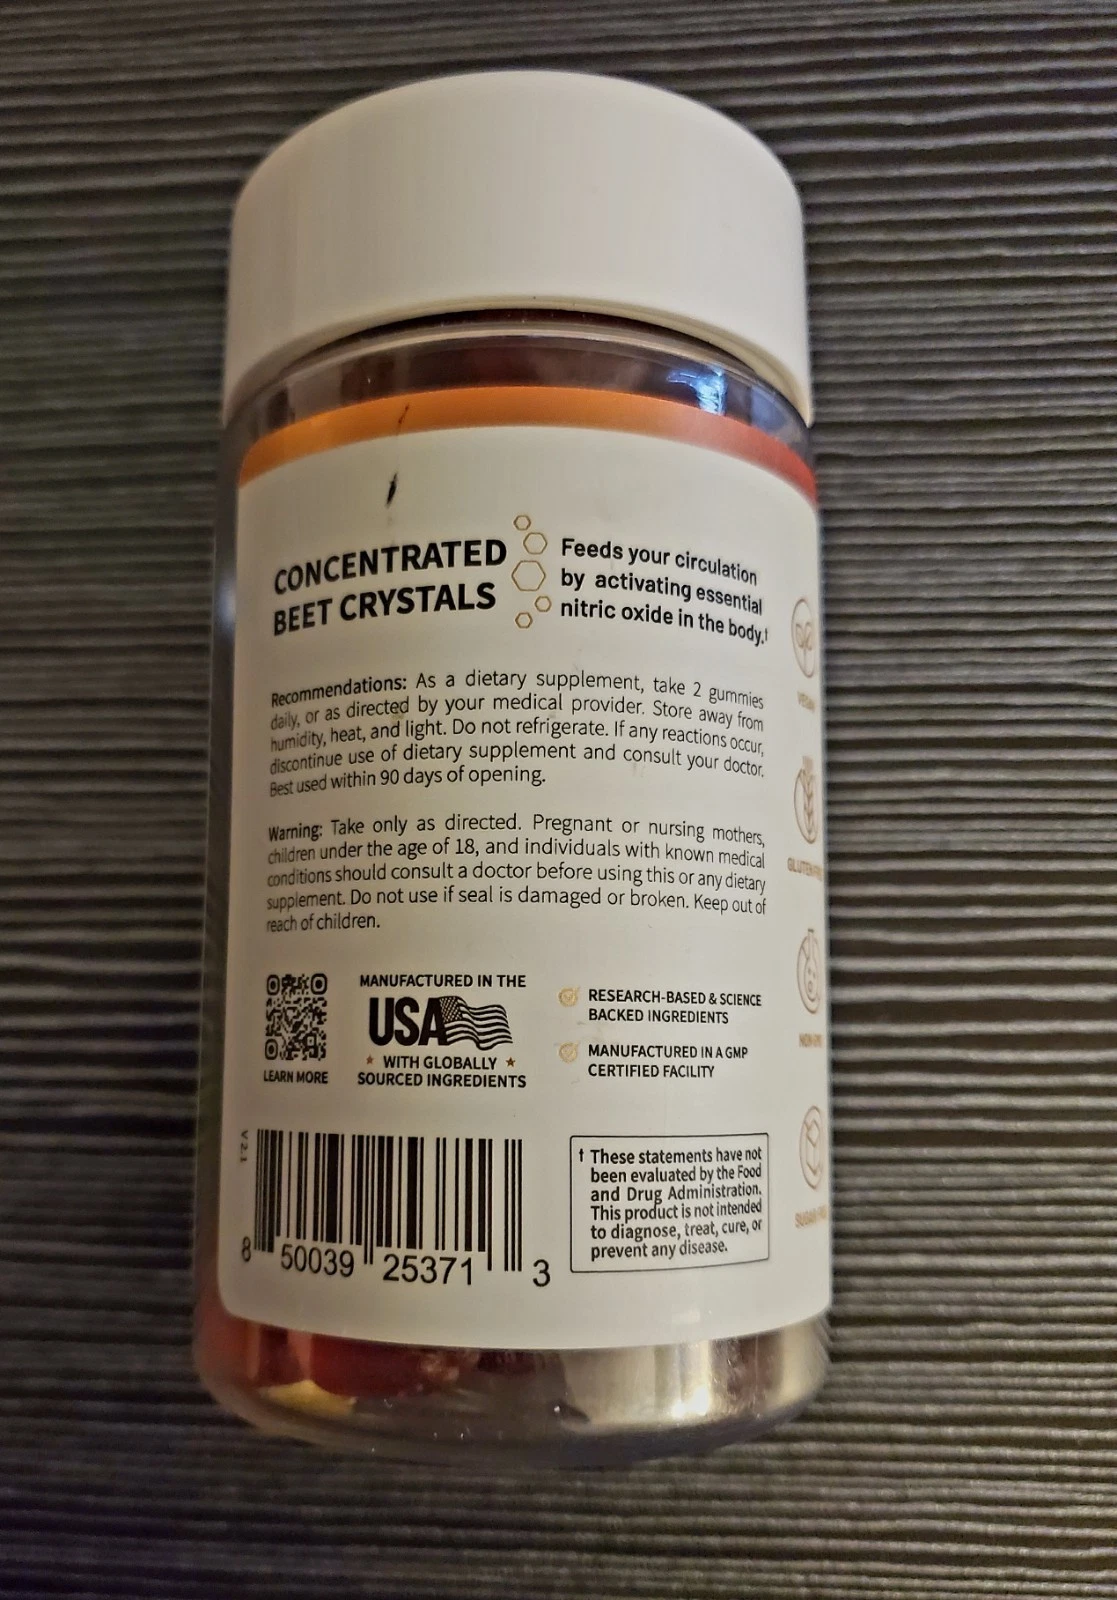 CONCENTRATED
BEET CRYSTALS
Feeds your circulation
by activating essential
nitric oxide in the body.†
Recommendations: As a dietary supplement, take 2 gummies
daily, or as directed by your medical provider. Store away from
humidity, heat, and light. Do not refrigerate. If any reactions occur,
discontinue use of dietary supplement and consult your doctor.
Best used within 90 days of opening.
Warning: Take only as directed. Pregnant or nursing mothers,
children under the age of 18, and individuals with known medical
conditions should consult a doctor before using this or any dietary
supplement. Do not use if seal is damaged or broken. Keep out of
reach of children.
LEARN MORE
MANUFACTURED IN THE
USA
WITH GLOBALLY
SOURCED INGREDIENTS
RESEARCH-BASED & SCIENCE
BACKED INGREDIENTS
MANUFACTURED IN A GMP
CERTIFIED FACILITY
V2.1
8 50039 25371 3
† These statements have not
been evaluated by the Food
and Drug Administration.
This product is not intended
to diagnose, treat, cure, or
prevent any disease.
VEGAN